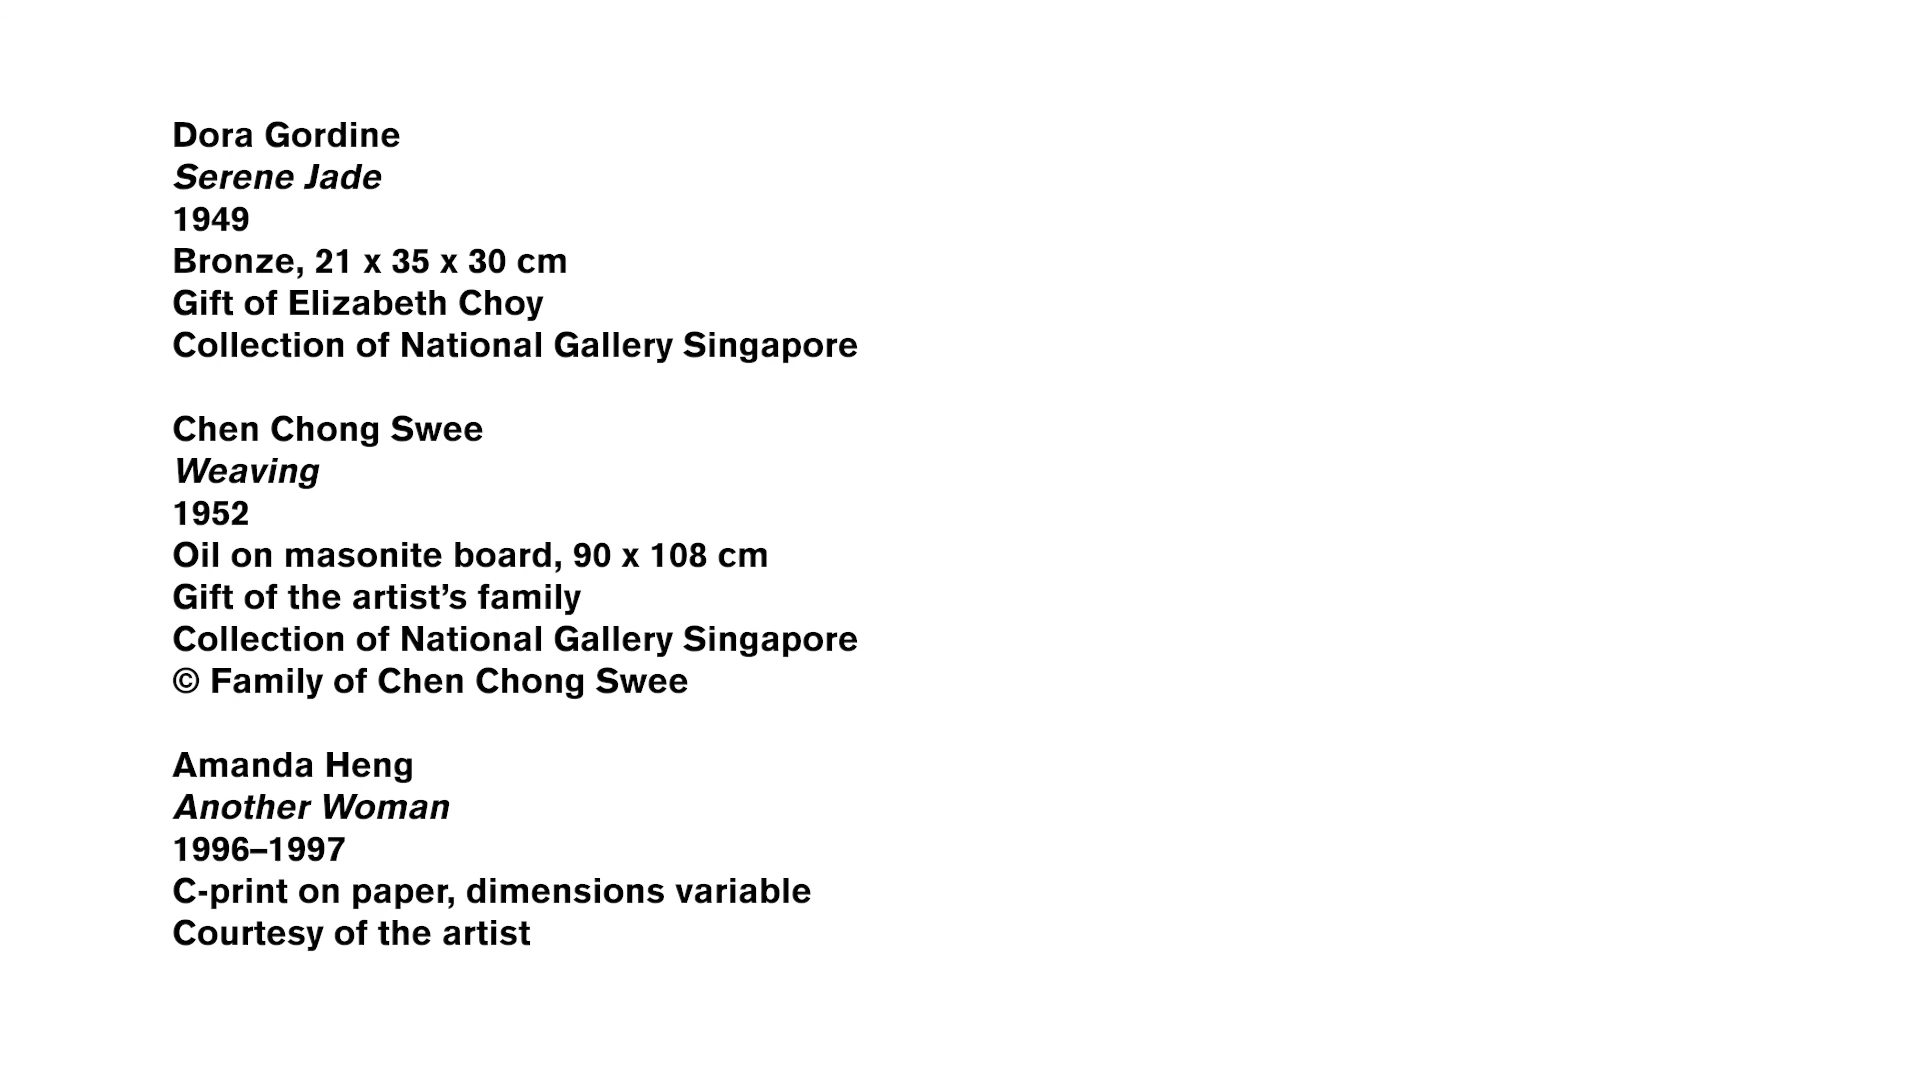 Dora Gordine
Serene Jade
1949
Bronze, 21 x 35 x 30 cm
Gift of Elizabeth Choy
Collection of National Gallery Singapore
Chen Chong Swee
Weaving
1952
Oil on masonite board, 90 x 108 cm
Gift of the artist’s family
Collection of National Gallery Singapore
© Family of Chen Chong Swee
Amanda Heng
Another Woman
1996–1997
C-print on paper, dimensions variable
Courtesy of the artist